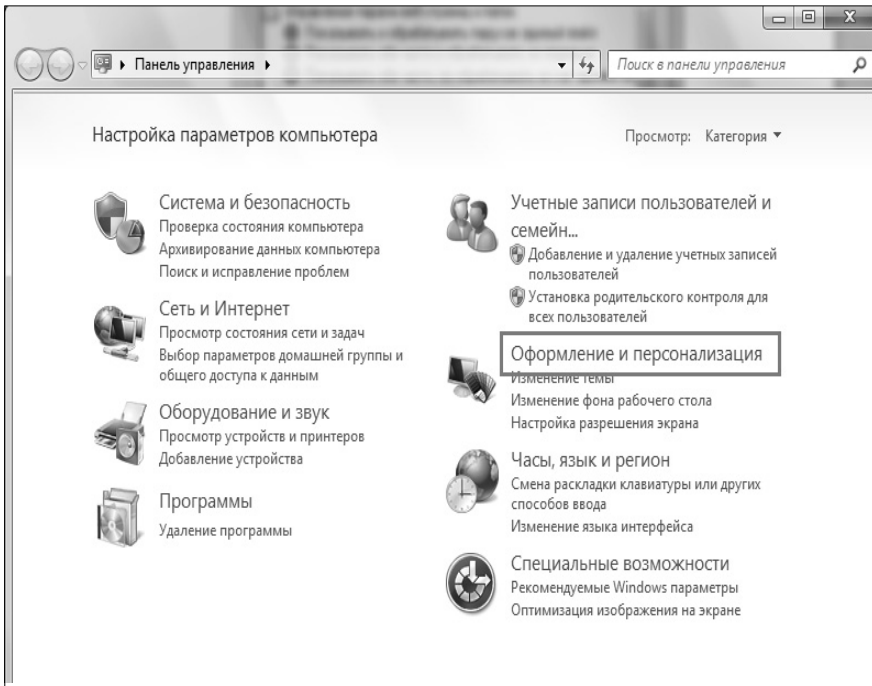 Панель управления
Поиск в панели управления
Настройка параметров компьютера
Просмотр: Категория
Система и безопасность
Проверка состояния компьютера
Архивирование данных компьютера
Поиск и исправление проблем
Сеть и Интернет
Просмотр состояния сети и задач
Выбор параметров домашней группы и
общего доступа к данным
Оборудование и звук
Просмотр устройств и принтеров
Добавление устройства
Программы
Удаление программы
Учетные записи пользователей и
семейн...
Добавление и удаление учетных записей
пользователей
Установка родительского контроля для
всех пользователей
Оформление и персонализация
Изменение темы
Изменение фона рабочего стола
Настройка разрешения экрана
Часы, язык и регион
Смена раскладки клавиатуры или других
способов ввода
Изменение языка интерфейса
Специальные возможности
Рекомендуемые Windows параметры
Оптимизация изображения на экране